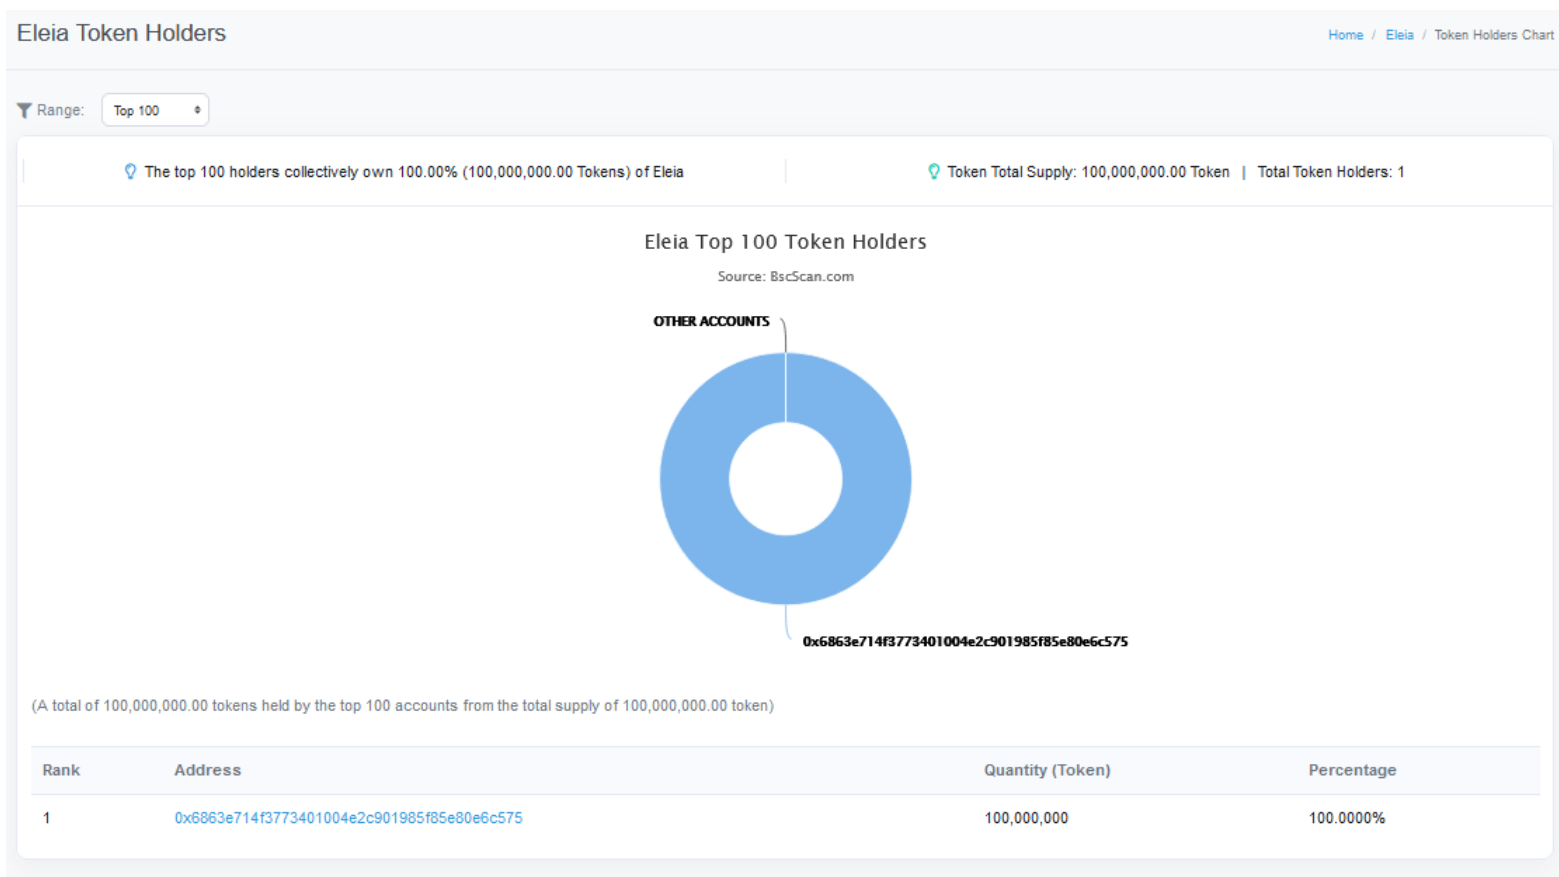 Eleia Token Holders
Home / Eleia / Token Holders Chart
Range: Top 100
The top 100 holders collectively own 100.00% (100,000,000.00 Tokens) of Eleia
Token Total Supply: 100,000,000.00 Token | Total Token Holders: 1
Eleia Top 100 Token Holders
Source: BscScan.com
OTHER ACCOUNTS
0x6863e714f3773401004e2c901985f85e80e6c575
(A total of 100,000,000.00 tokens held by the top 100 accounts from the total supply of 100,000,000.00 token)
Rank Address Quantity (Token) Percentage
1 0x6863e714f3773401004e2c901985f85e80e6c575 100,000,000 100.0000%